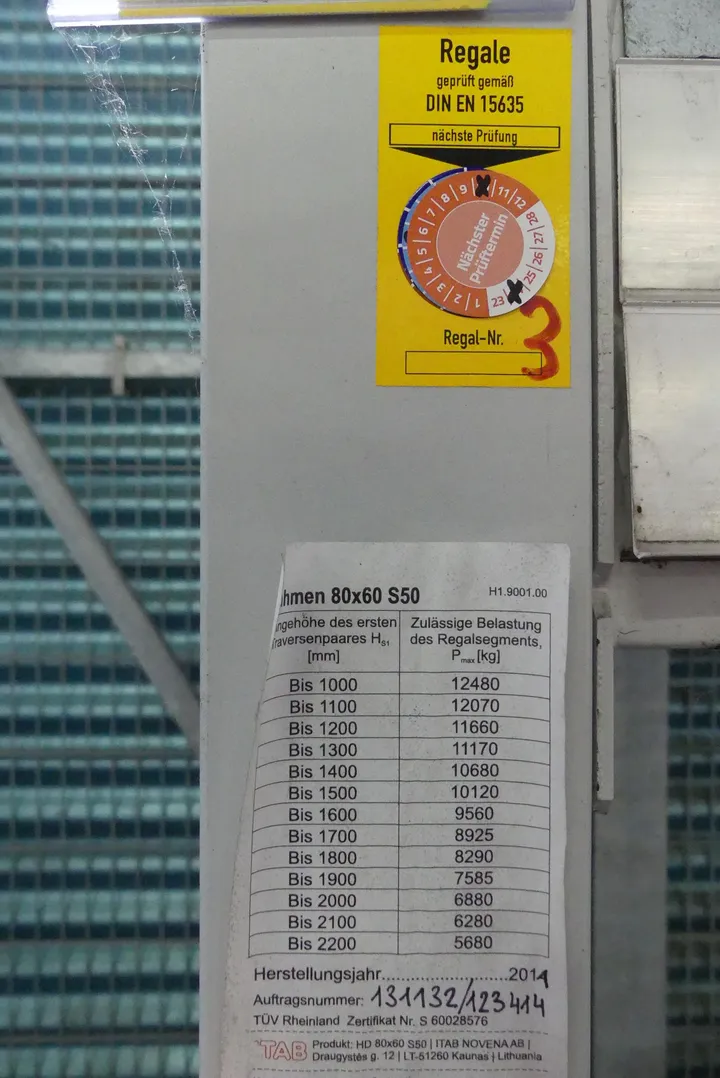 Regale
geprüft gemäß
DIN EN 15635
nächste Prüfung
1 2 3 4 5 6 7 8 9 11 12
23 25 26 27 28
Nächster
Prüftermin
Regal-Nr.
3
hmen 80x60 S50 H1.9001.00
ngehöhe des ersten
raversenpaares HS1
[mm]
Zulässige Belastung
des Regalsegments,
Pmax [kg]
Bis 1000 12480
Bis 1100 12070
Bis 1200 11660
Bis 1300 11170
Bis 1400 10680
Bis 1500 10120
Bis 1600 9560
Bis 1700 8925
Bis 1800 8290
Bis 1900 7585
Bis 2000 6880
Bis 2100 6280
Bis 2200 5680
Herstellungsjahr.............................2014
Auftragsnummer: 131132/123414
TÜV Rheinland Zertifikat Nr. S 60028576
ITAB Produkt: HD 80x60 S50 | ITAB NOVENA AB |
Draugystės g. 12 | LT-51260 Kaunas | Lithuania